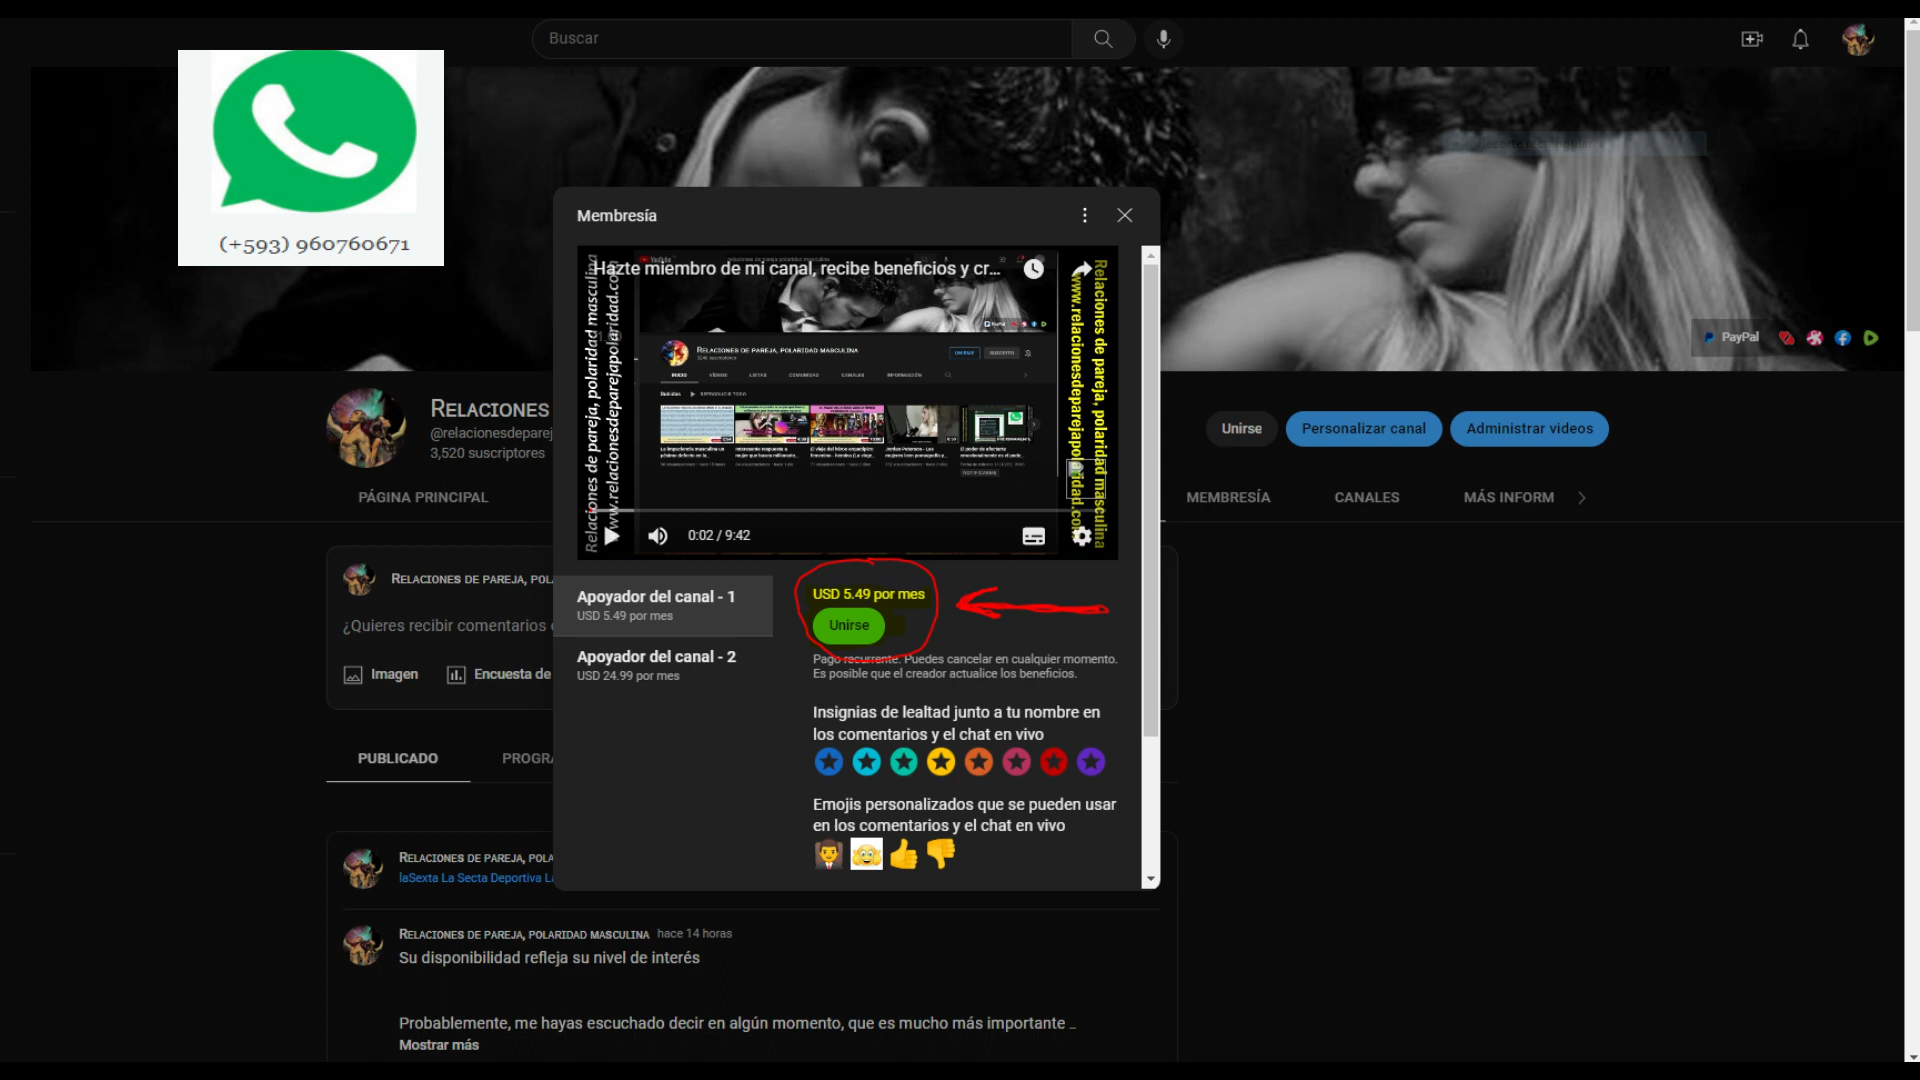 Buscar
(+593) 960760671
PayPal
RELACIONES
@relacionesdeparej
3,520 suscriptores
Unirse
Personalizar canal
Administrar videos
PÁGINA PRINCIPAL
MEMBRESÍA
CANALES
MÁS INFORM
RELACIONES DE PAREJA, POL
¿Quieres recibir comentarios
Imagen
Encuesta de
PUBLICADO
PROGRA
RELACIONES DE PAREJA, POLA
laSexta La Secta Deportiva La
RELACIONES DE PAREJA, POLARIDAD MASCULINA hace 14 horas
Su disponibilidad refleja su nivel de interés
Probablemente, me hayas escuchado decir en algún momento, que es mucho más importante ..
Mostrar más
Membresía
Hazte miembro de mi canal, recibe beneficios y cr...
Relaciones de pareja, polaridad masculina
www.relacionesdeparejapolaridad.com
RELACIONES DE PAREJA, POLARIDAD MASCULINA
Relaciones de pareja, polaridad masculina
www.relacionesdeparejapolaridad.co
0:02 / 9:42
Apoyador del canal - 1
USD 5.49 por mes
Apoyador del canal - 2
USD 24.99 por mes
USD 5.49 por mes
Unirse
Pago recurrente. Puedes cancelar en cualquier momento.
Es posible que el creador actualice los beneficios.
Insignias de lealtad junto a tu nombre en
los comentarios y el chat en vivo
Emojis personalizados que se pueden usar
en los comentarios y el chat en vivo